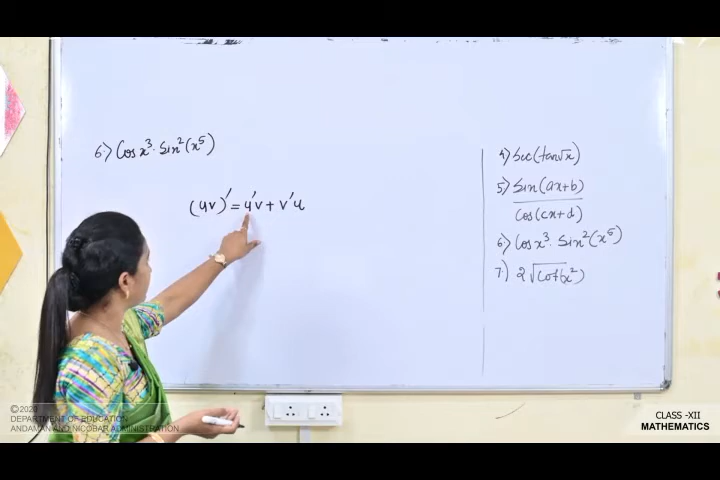 6> Cos x³. Sin²(x⁵)
(uv)′ = u′v + v′u
4) Sec(tan√x)
5) Sin(ax+b)
Cos(cx+d)
6) Cos x³. Sin²(x⁵)
7) 2√Cot(x²)
©2020
DEPARTMENT OF EDUCATION
ANDAMAN AND NICOBAR ADMINISTRATION
CLASS -XII
MATHEMATICS